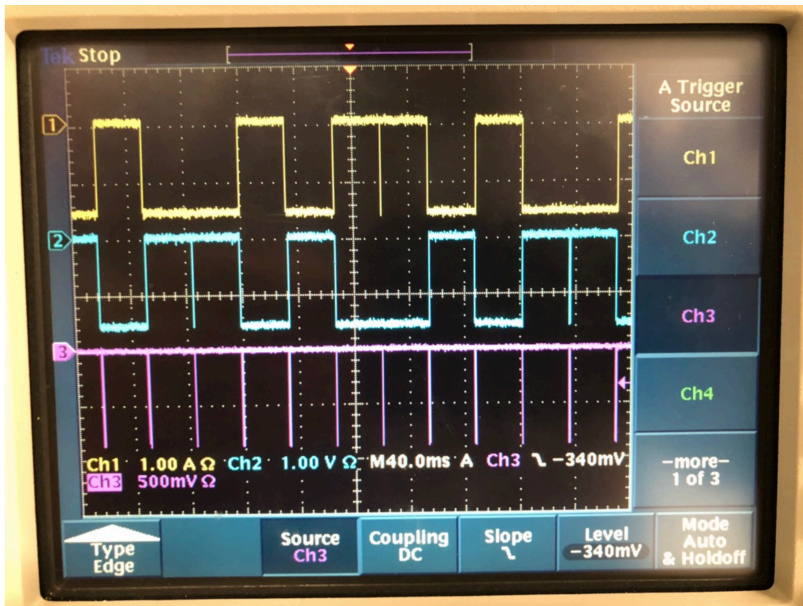 Tek Stop
A Trigger
Source
1
Ch1
2
Ch2
3
Ch3
Ch4
Ch1 1.00 A Ω Ch2 1.00 V Ω M40.0ms A Ch3 -340mV
Ch3 500mV Ω
-more-
1 of 3
Type
Edge
Source
Ch3
Coupling
DC
Slope
Level
-340mV
Mode
Auto
& Holdoff